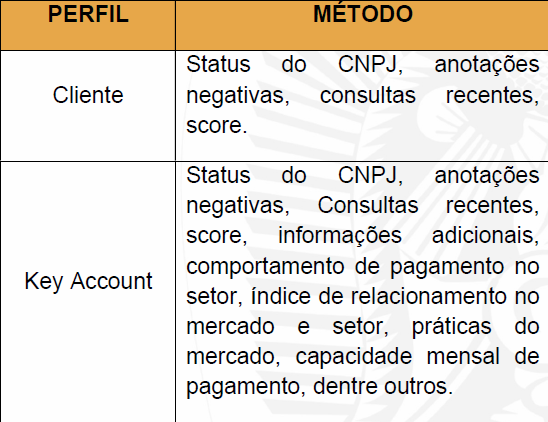 PERFIL MÉTODO
Cliente
Status do CNPJ, anotações
negativas, consultas recentes,
score.
Key Account
Status do CNPJ, anotações
negativas, Consultas recentes,
score, informações adicionais,
comportamento de pagamento no
setor, índice de relacionamento no
mercado e setor, práticas do
mercado, capacidade mensal de
pagamento, dentre outros.